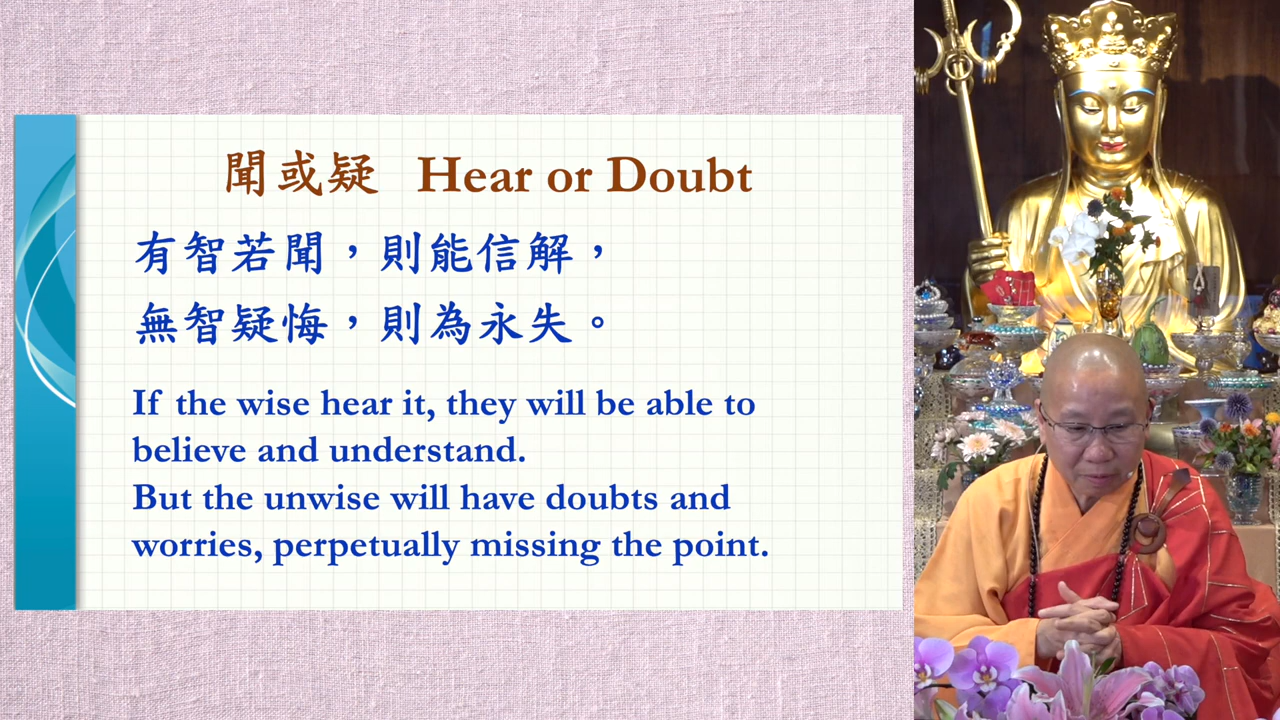 聞或疑 Hear or Doubt
有智若聞，則能信解，
無智疑悔，則為永失。
If the wise hear it, they will be able to
believe and understand.
But the unwise will have doubts and
worries, perpetually missing the point.